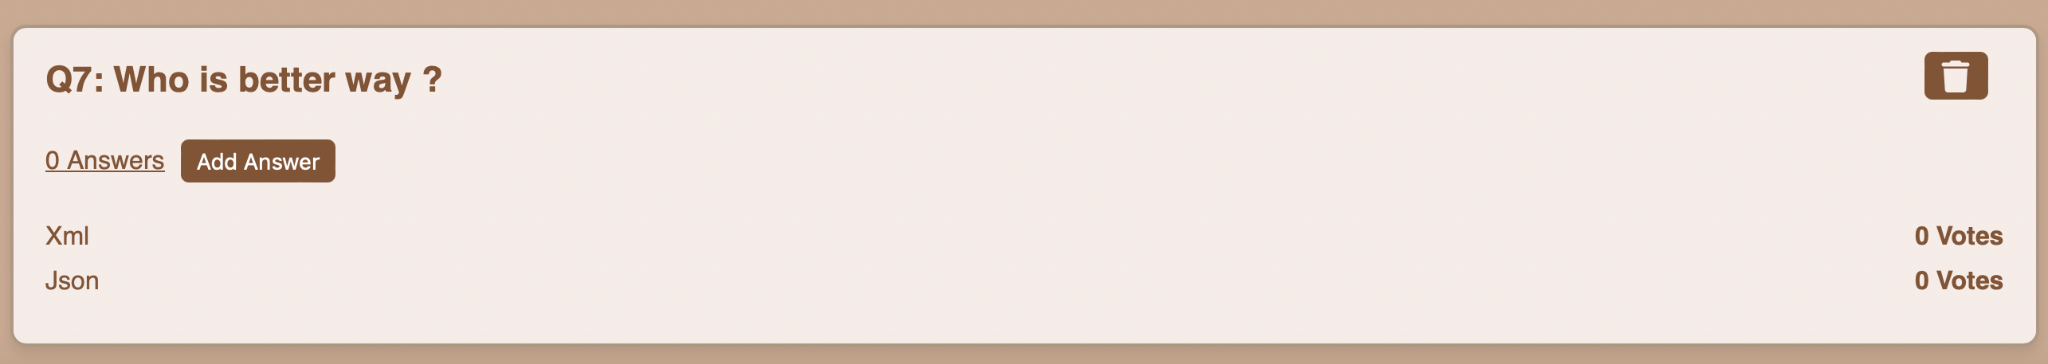 Q7: Who is better way ?
0 Answers Add Answer
Xml 0 Votes
Json 0 Votes